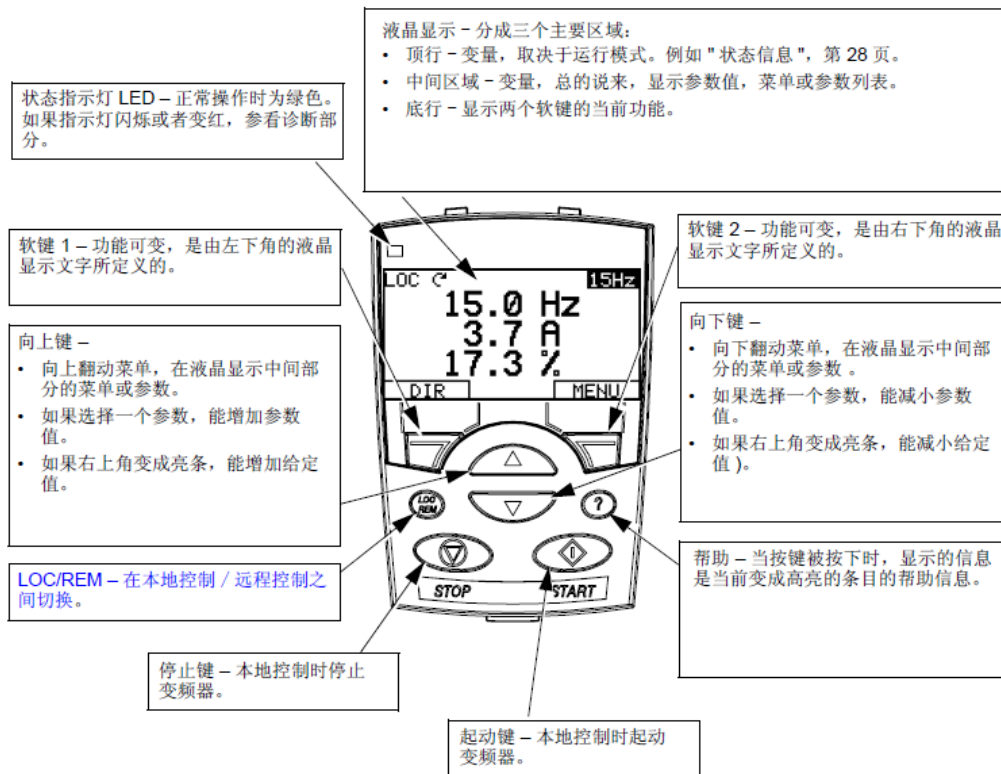 液晶显示 – 分成三个主要区域：
• 顶行 – 变量，取决于运行模式。例如 " 状态信息 "，第 28 页。
• 中间区域 – 变量，总的说来，显示参数值，菜单或参数列表。
• 底行 – 显示两个软键的当前功能。
状态指示灯 LED – 正常操作时为绿色。
如果指示灯闪烁或者变红，参看诊断部
分。
软键 1 – 功能可变，是由左下角的液晶
显示文字所定义的。
软键 2 – 功能可变，是由右下角的液晶
显示文字所定义的。
LOC 15Hz
15.0 Hz
3.7 A
17.3 %
DIR MENU
向上键 –
• 向上翻动菜单，在液晶显示中间部
分的菜单或参数。
• 如果选择一个参数，能增加参数
值。
• 如果右上角变成亮条，能增加给定
值。
向下键 –
• 向下翻动菜单，在液晶显示中间部
分的菜单或参数 。
• 如果选择一个参数，能减小参数
值。
• 如果右上角变成亮条，能减小给定
值 )。
LOC
REM
?
STOP START
LOC/REM – 在本地控制 / 远程控制之
间切换。
帮助 – 当按键被按下时，显示的信息
是当前变成高亮的条目的帮助信息。
停止键 – 本地控制时停止
变频器。
起动键 – 本地控制时起动
变频器。